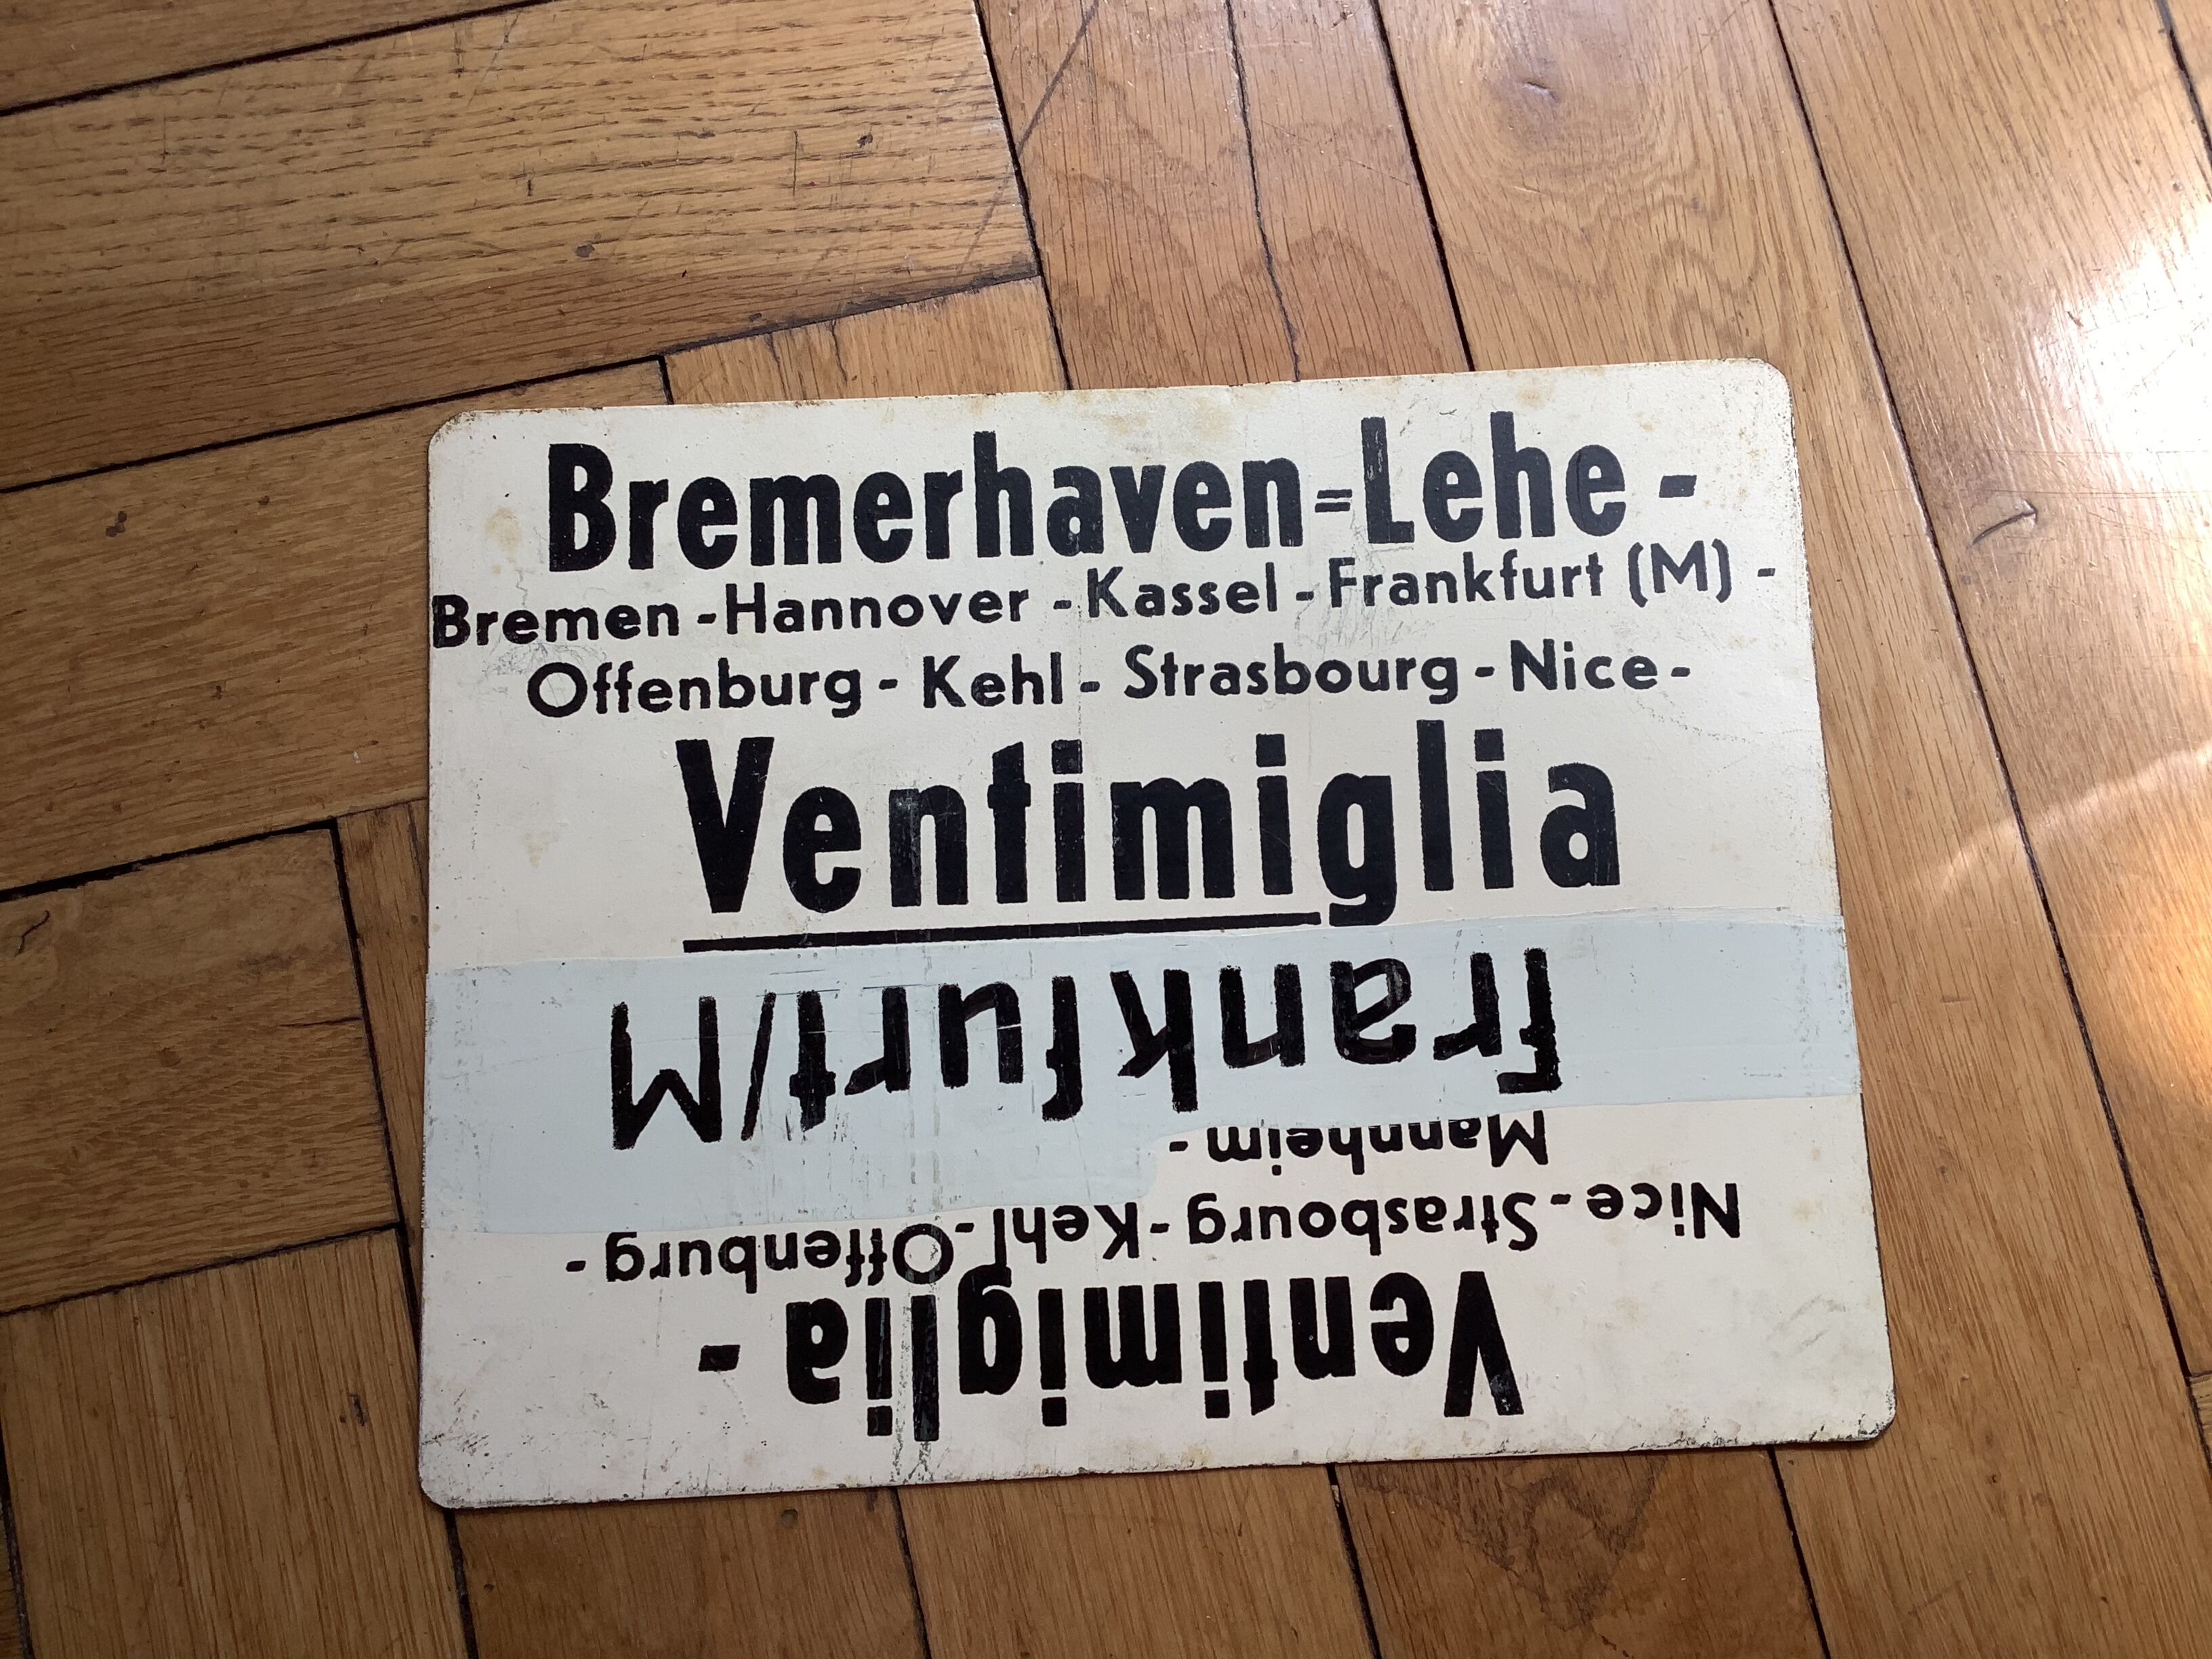 Bremerhaven=Lehe -
Bremen - Hannover - Kassel - Frankfurt (M) -
Offenburg - Kehl - Strasbourg - Nice -
Ventimiglia
Ventimiglia -
Nice - Strasbourg - Kehl - Offenburg -
Mannheim -
Frankfurt/M